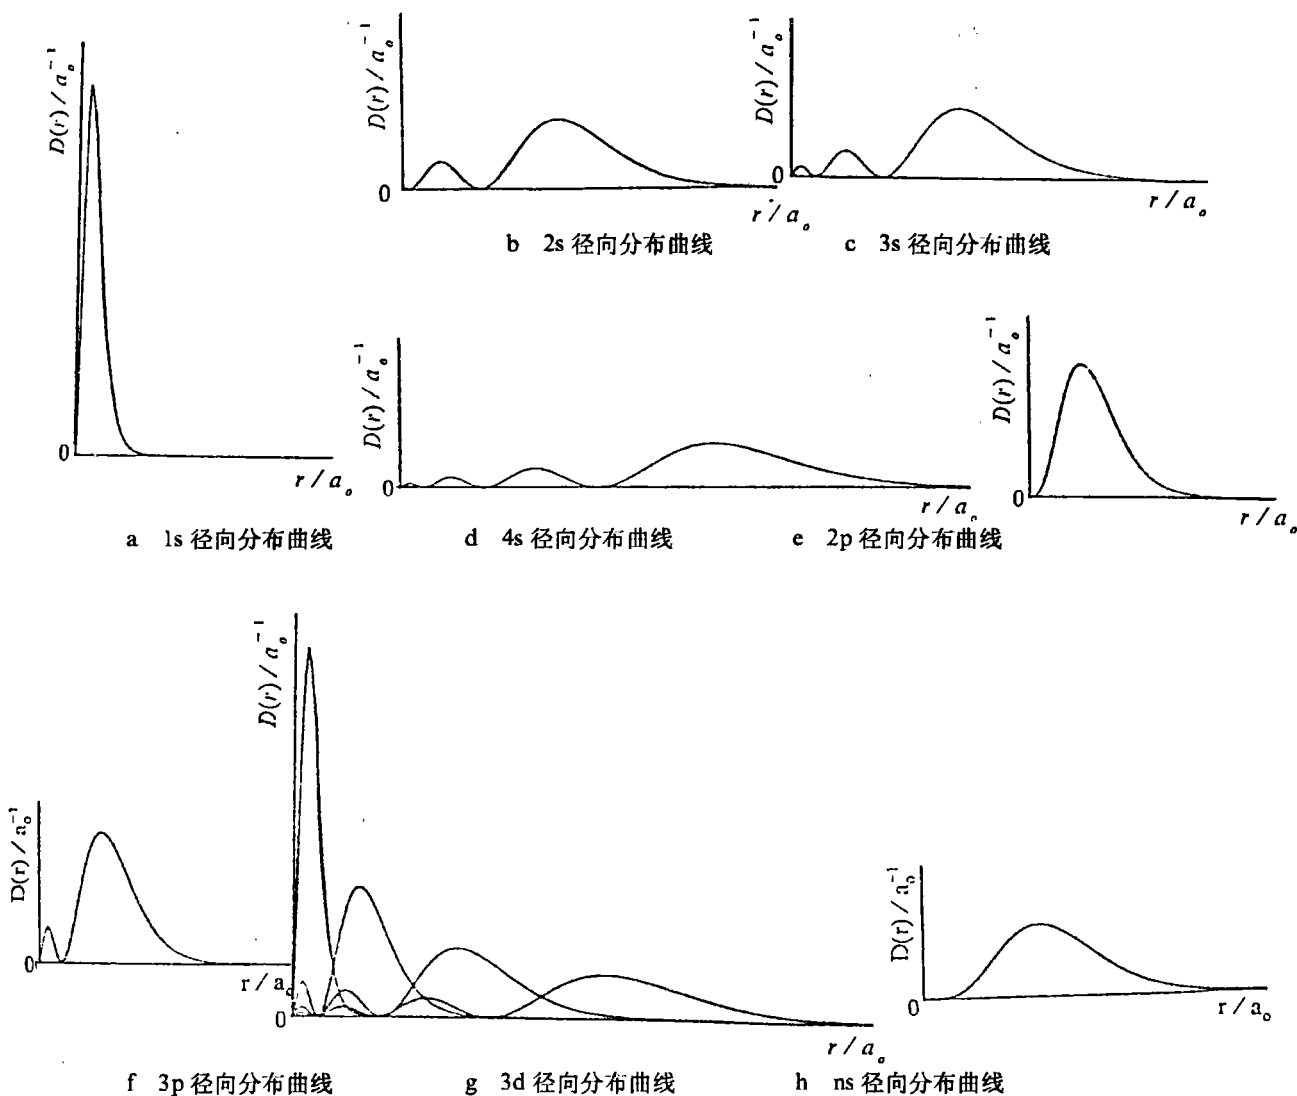 D(r) / a₀⁻¹
0
r / a₀
a 1s 径向分布曲线
D(r) / a₀⁻¹
0
r / a₀
b 2s 径向分布曲线
D(r) / a₀⁻¹
0
r / a₀
c 3s 径向分布曲线
D(r) / a₀⁻¹
0
r / a₀
d 4s 径向分布曲线
D(r) / a₀⁻¹
0
r / a₀
e 2p 径向分布曲线
D(r) / a₀⁻¹
0
r / a₀
f 3p 径向分布曲线
D(r) / a₀⁻¹
0
r / a₀
g 3d 径向分布曲线
D(r) / a₀⁻¹
0
r / a₀
h ns 径向分布曲线